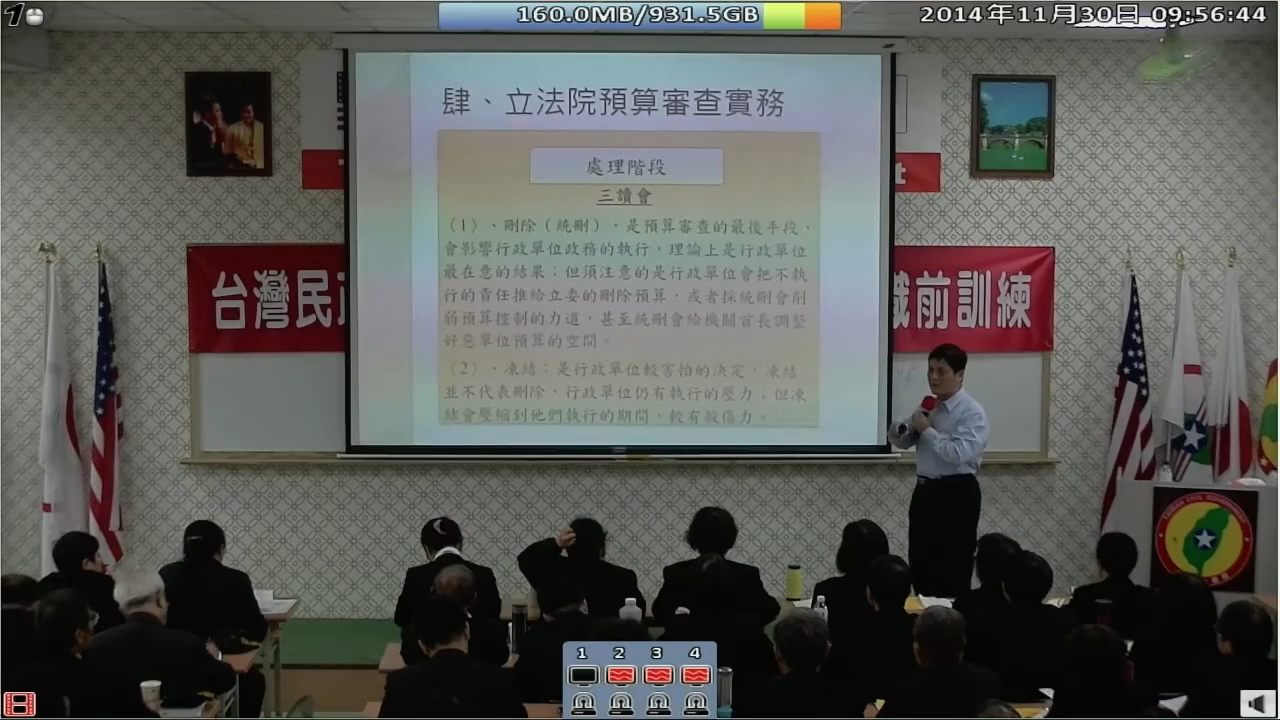 1
160.0MB/931.5GB
2014年11月30日 09:56:44
肆、立法院預算審查實務
處理階段
三讀會
（1）、刪除（統刪），是預算審查的最後手段，
會影響行政單位政務的執行，理論上是行政單位
最在意的結果；但須注意的是行政單位會把不執
行的責任推給立委的刪除預算，或者採統刪會削
弱預算控制的力道，甚至統刪會給機關首長調整
好惡單位預算的空間。
（2）、凍結：是行政單位較害怕的決定，凍結
並不代表刪除，行政單位仍有執行的壓力；但凍
結會壓縮到他們執行的期間，較有殺傷力。
t
台灣民
職前訓練
TAIWAN CIVIL GOVERNMENT
1 2 3 4